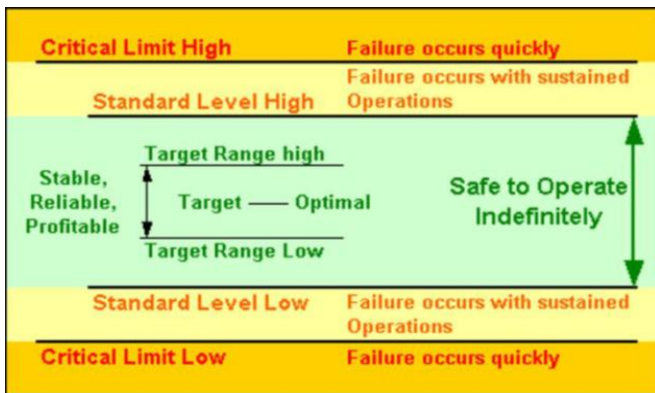 Critical Limit High Failure occurs quickly
Failure occurs with sustained
Standard Level High Operations
Target Range high
Stable,
Reliable,
Profitable
Target Optimal
Target Range Low
Safe to Operate
Indefinitely
Standard Level Low Failure occurs with sustained
Operations
Critical Limit Low Failure occurs quickly